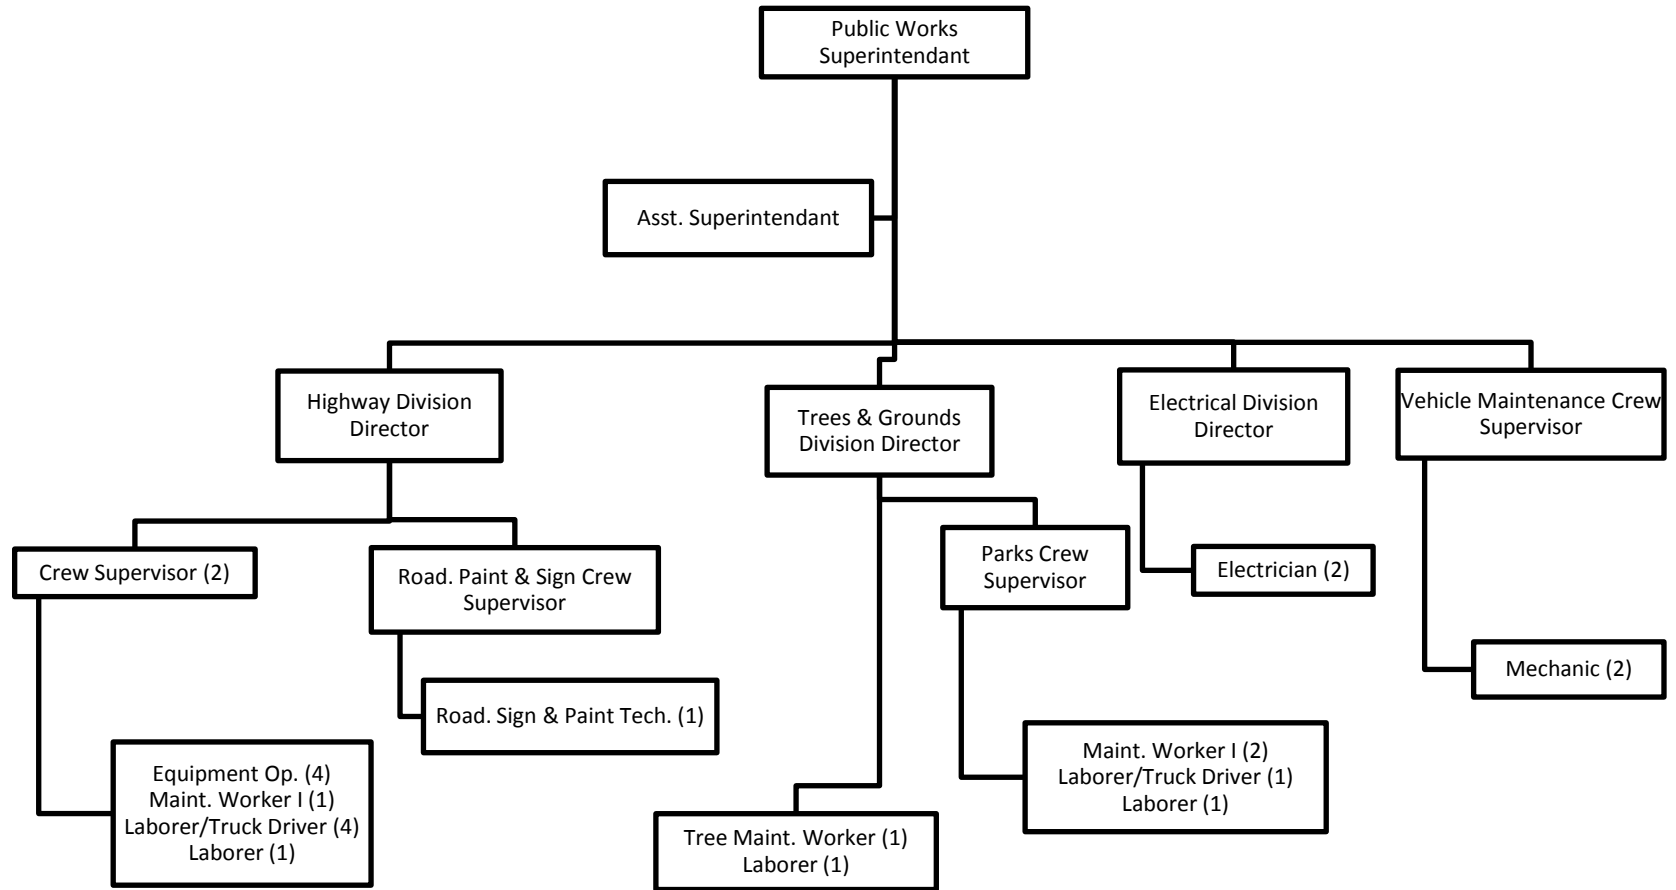 Public Works
Superintendant
Asst. Superintendant
Highway Division
Director
Trees & Grounds
Division Director
Electrical Division
Director
Vehicle Maintenance Crew
Supervisor
Crew Supervisor (2)
Road. Paint & Sign Crew
Supervisor
Parks Crew
Supervisor
Electrician (2)
Mechanic (2)
Road. Sign & Paint Tech. (1)
Equipment Op. (4)
Maint. Worker I (1)
Laborer/Truck Driver (4)
Laborer (1)
Tree Maint. Worker (1)
Laborer (1)
Maint. Worker I (2)
Laborer/Truck Driver (1)
Laborer (1)